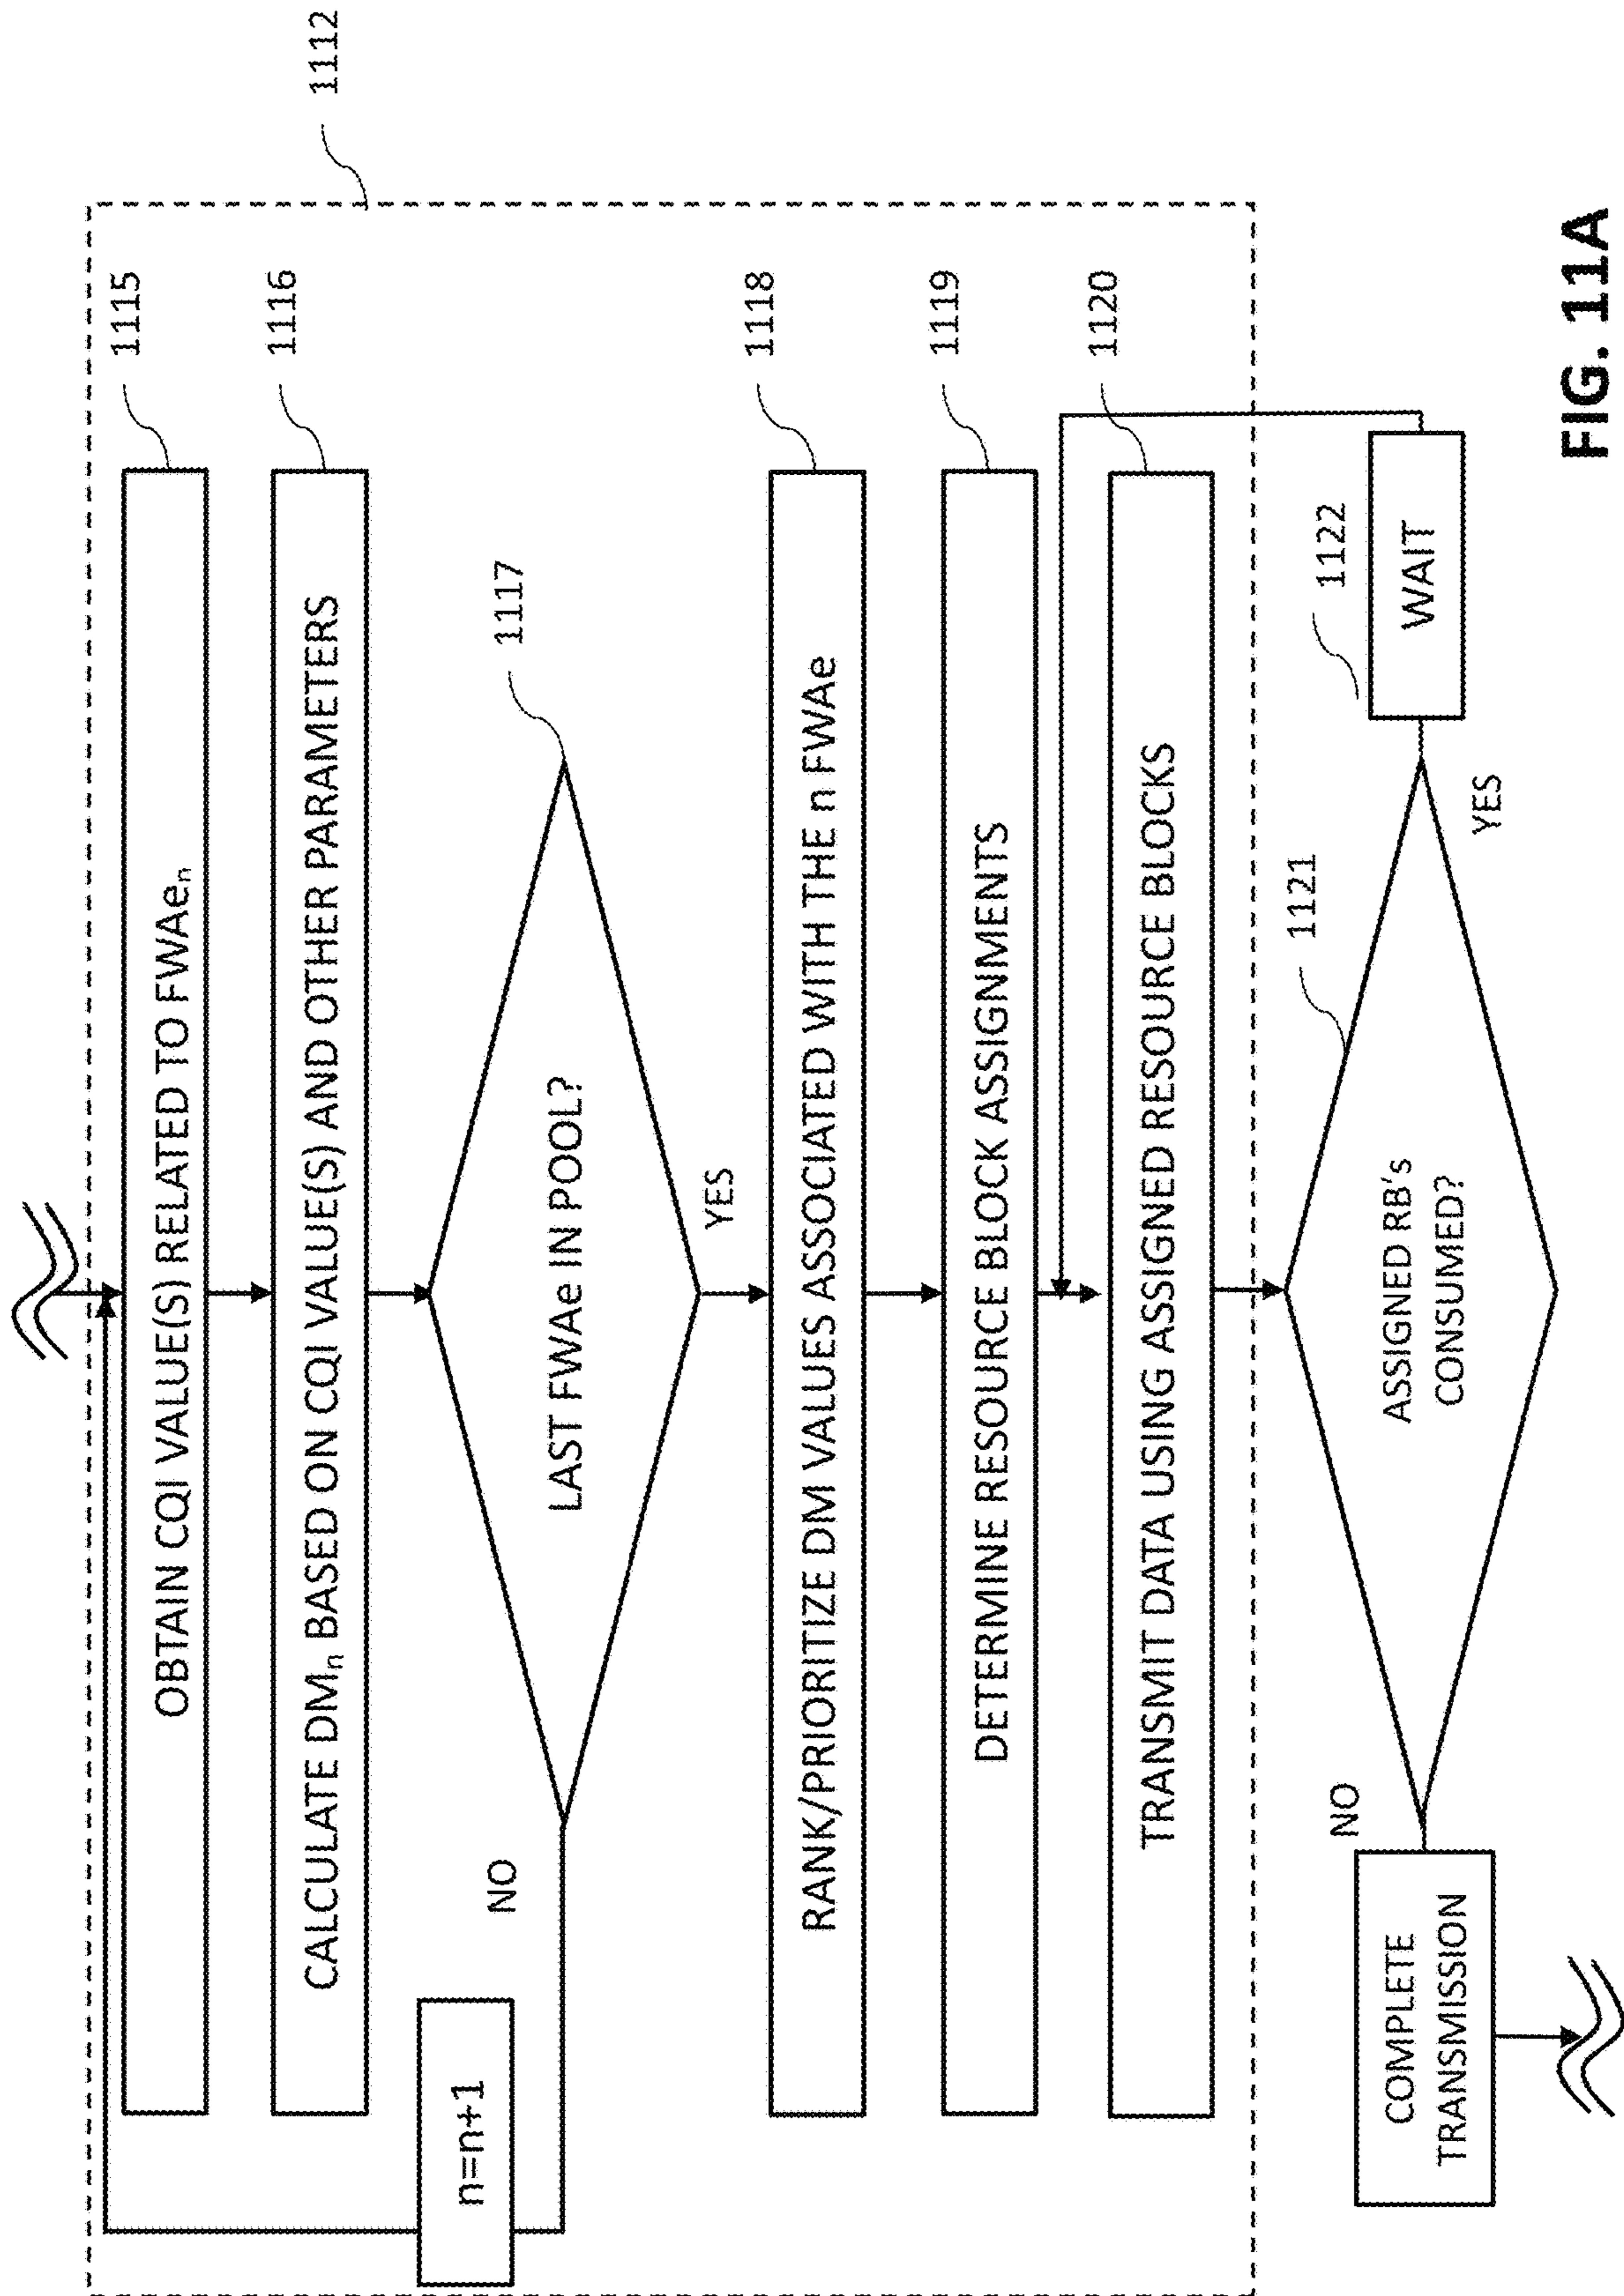 1112
1115
OBTAIN CQI VALUE(S) RELATED TO FWAeₙ
1116
CALCULATE DMₙ BASED ON CQI VALUE(S) AND OTHER PARAMETERS
n=n+1
NO
LAST FWAe IN POOL?
1117
YES
1118
RANK/PRIORITIZE DM VALUES ASSOCIATED WITH THE n FWAe
1119
DETERMINE RESOURCE BLOCK ASSIGNMENTS
1120
TRANSMIT DATA USING ASSIGNED RESOURCE BLOCKS
1121
1122
NO
COMPLETE
TRANSMISSION
ASSIGNED RB's
CONSUMED?
WAIT
YES
FIG. 11A